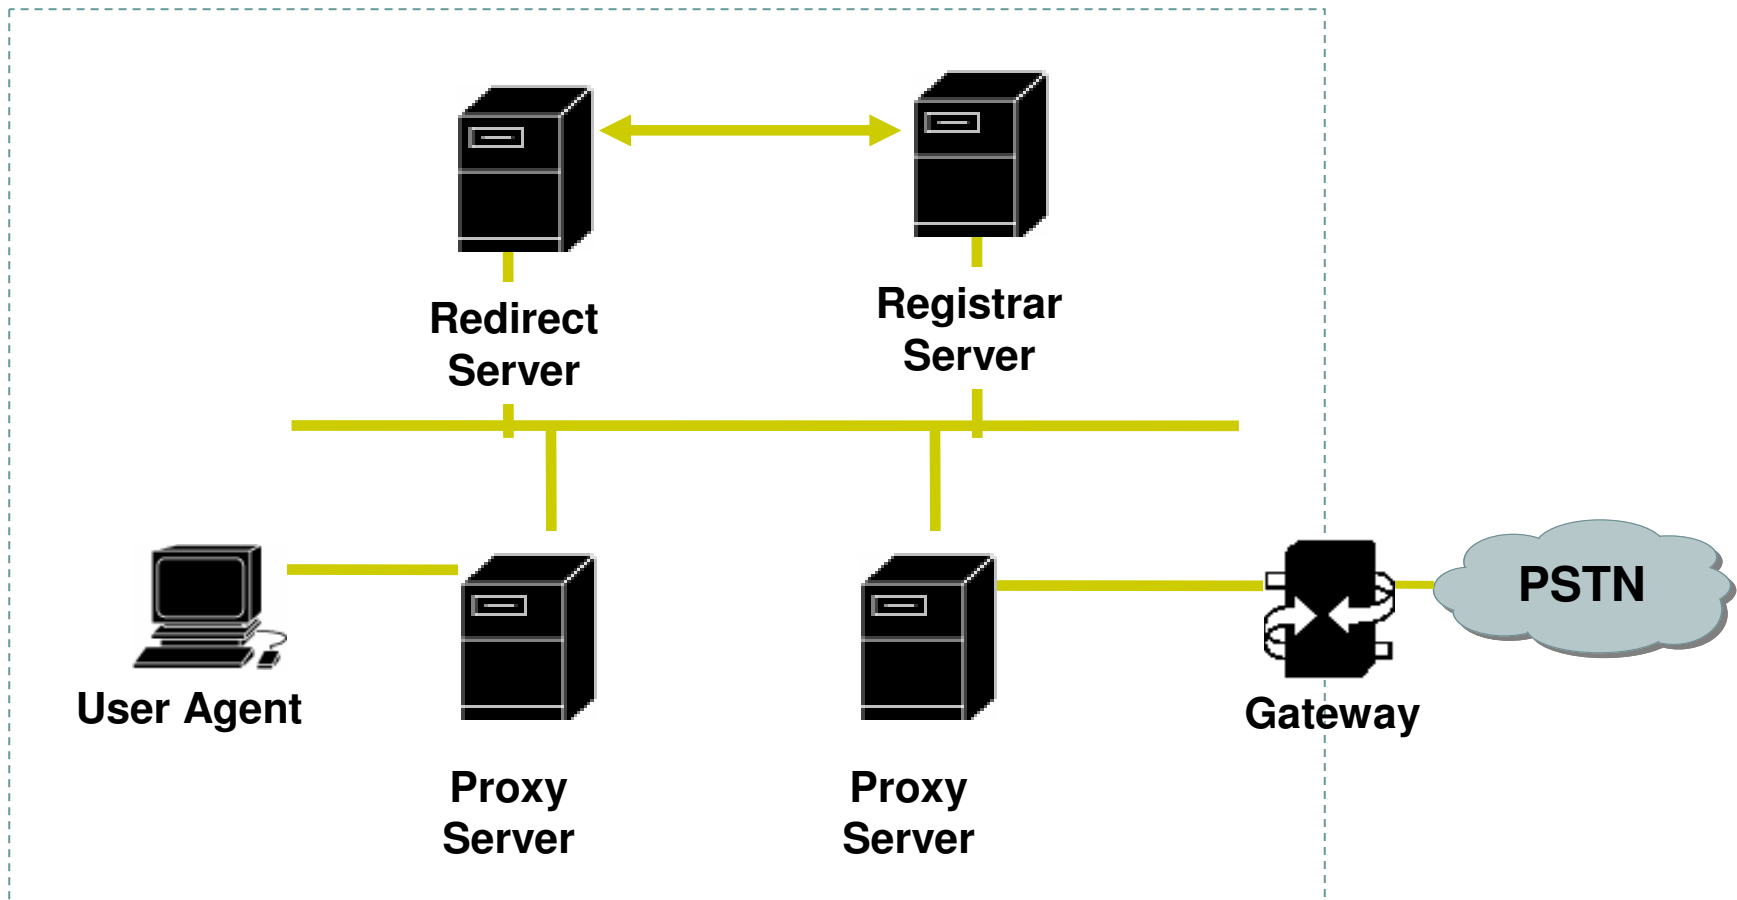 Redirect
Server
Registrar
Server
PSTN
User Agent
Gateway
Proxy
Server
Proxy
Server